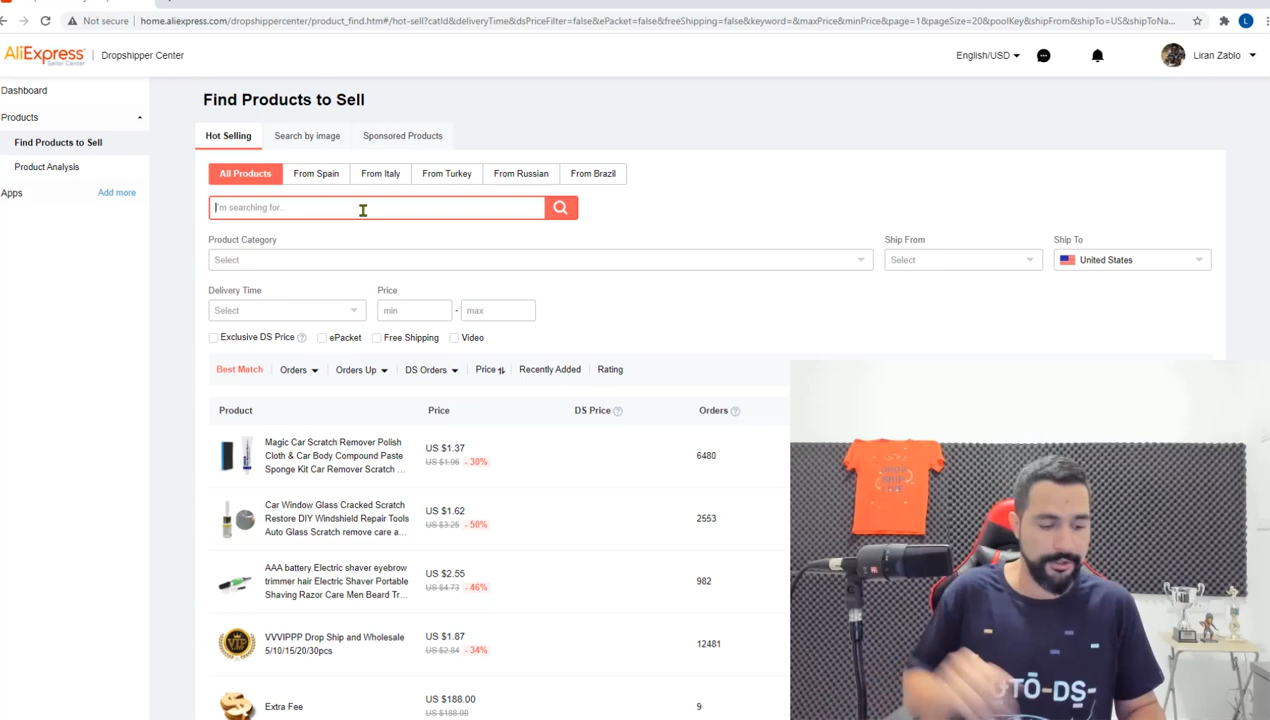 Not secure
home.aliexpress.com/dropshippercenter/product_find.htm#/hot-sell?catId&deliveryTime&dsPriceFilter=false&ePacket=false&freeShipping=false&keyword=&maxPrice&minPrice&page=1&pageSize=20&poolKey&shipFrom&shipTo=US&shipToNa...
L
AliExpress
Seller Center
Dropshipper Center
English/USD
Liran Zablo
Dashboard
Products
Find Products to Sell
Product Analysis
Apps
Add more
Find Products to Sell
Hot Selling
Search by image
Sponsored Products
All Products
From Spain
From Italy
From Turkey
From Russian
From Brazil
I'm searching for...
Product Category
Ship From
Ship To
Select
Select
United States
Delivery Time
Price
Select
min
-
max
Exclusive DS Price ?
ePacket
Free Shipping
Video
Best Match
Orders
Orders Up
DS Orders
Price
Recently Added
Rating
Product
Price
DS Price ?
Orders ?
Magic Car Scratch Remover Polish
Cloth & Car Body Compound Paste
Sponge Kit Car Remover Scratch ...
US $1.37
US $1.96 - 30%
6480
Car Window Glass Cracked Scratch
Restore DIY Windshield Repair Tools
Auto Glass Scratch remove care a...
US $1.62
US $3.25 - 50%
2553
AAA battery Electric shaver eyebrow
trimmer hair Electric Shaver Portable
Shaving Razor Care Men Beard Tr...
US $2.55
US $4.73 - 46%
982
VIP
VVVIPPP Drop Ship and Wholesale
5/10/15/20/30pcs
US $1.87
US $2.84 - 34%
12481
Extra Fee
US $188.00
US $188.00
9
DROP
SHIP
TŌ-DS-